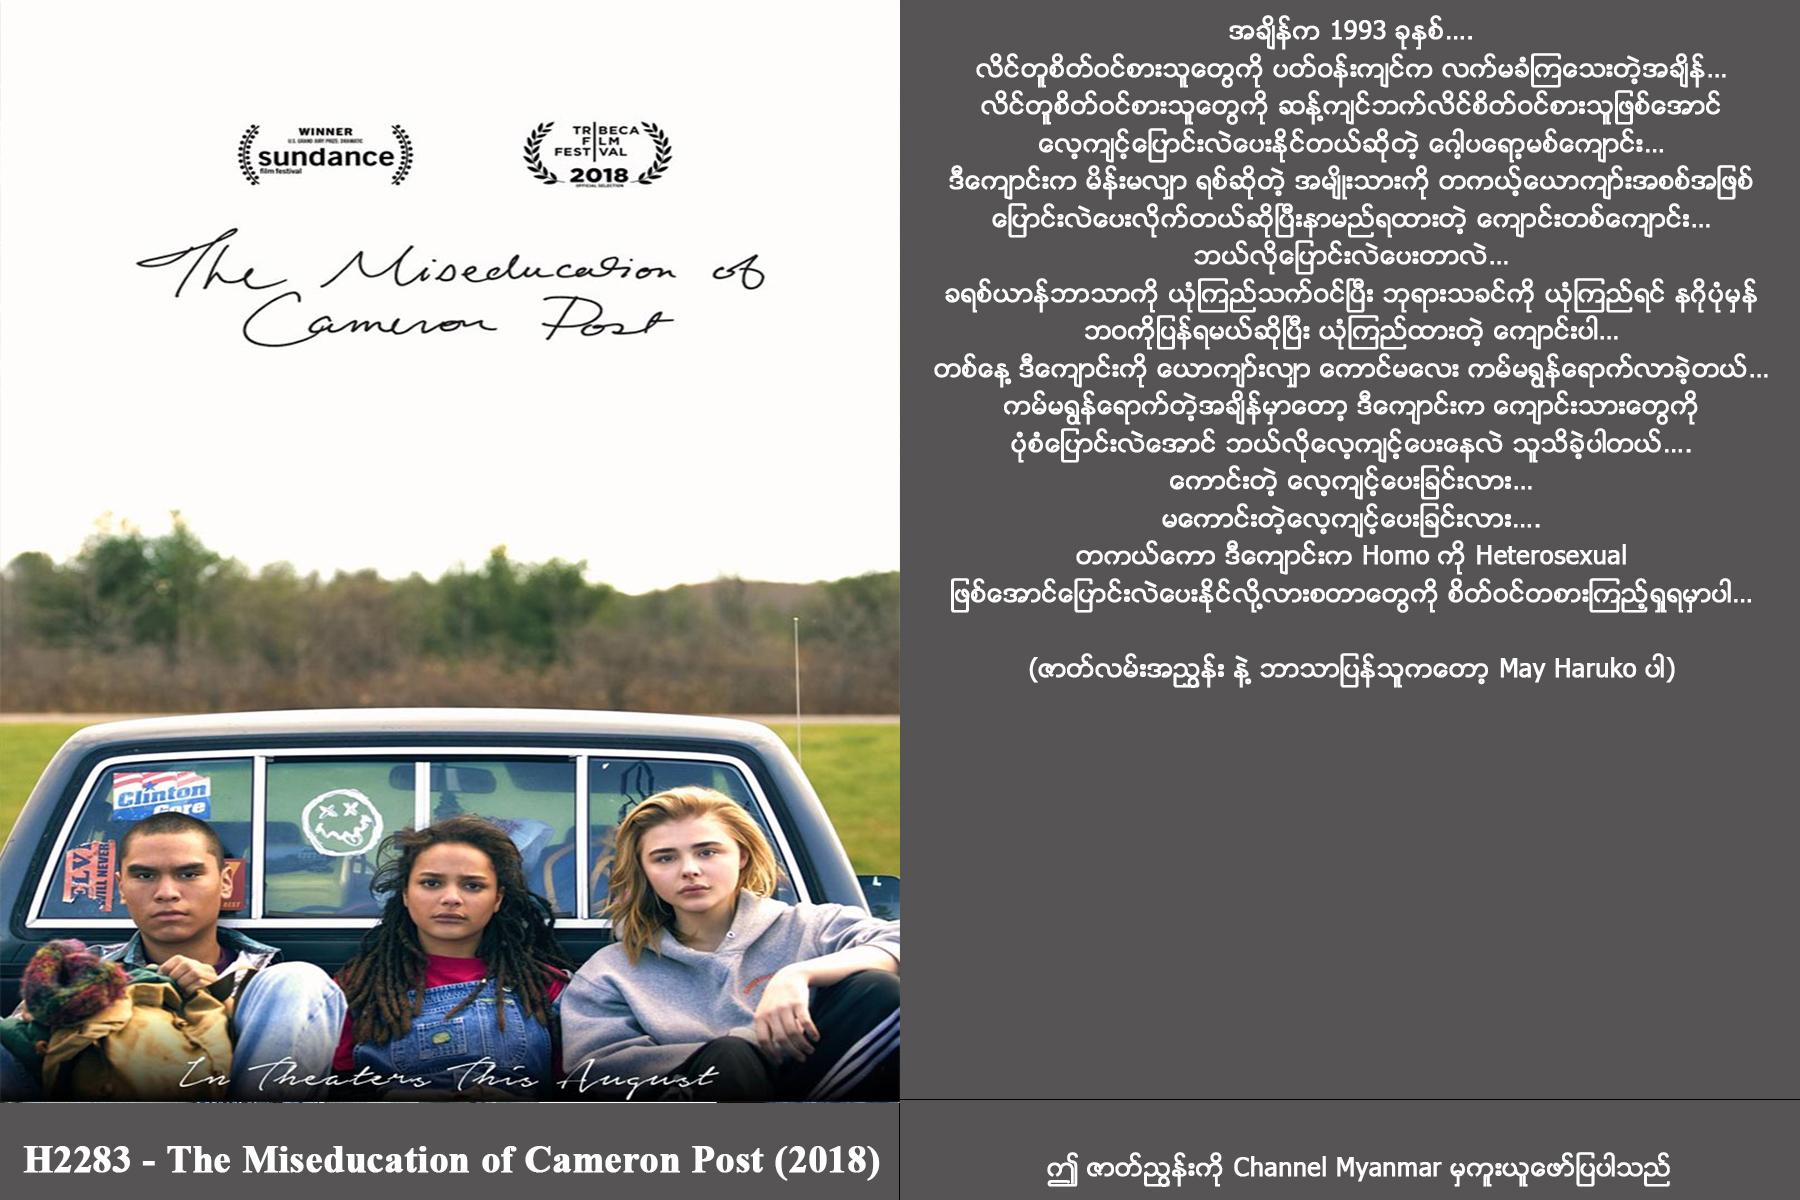 WINNER
U.S. GRAND JURY PRIZE: DRAMATIC
sundance
film festival
TRIBECA
FILM
FESTIVAL
2018
OFFICIAL SELECTION
The Miseducation of
Cameron Post
Clinton
Gore
In Theaters This August
H2283 - The Miseducation of Cameron Post (2018)
အချိန်က 1993 ခုနှစ်....
လိင်တူစိတ်ဝင်စားသူတွေကို ပတ်ဝန်းကျင်က လက်မခံကြသေးတဲ့အချိန်...
လိင်တူစိတ်ဝင်စားသူတွေကို ဆန့်ကျင်ဘက်လိင်စိတ်ဝင်စားသူဖြစ်အောင်
လေ့ကျင့်ပြောင်းလဲပေးနိုင်တယ်ဆိုတဲ့ ဂေါ့ပရော့မစ်ကျောင်း...
ဒီကျောင်းက မိန်းမလျှာ ရစ်ဆိုတဲ့ အမျိုးသားကို တကယ့်ယောကျာ်းအစစ်အဖြစ်
ပြောင်းလဲပေးလိုက်တယ်ဆိုပြီးနာမည်ရထားတဲ့ ကျောင်းတစ်ကျောင်း...
ဘယ်လိုပြောင်းလဲပေးတာလဲ...
ခရစ်ယာန်ဘာသာကို ယုံကြည်သက်ဝင်ပြီး ဘုရားသခင်ကို ယုံကြည်ရင် နဂိုပုံမှန်
ဘဝကိုပြန်ရမယ်ဆိုပြီး ယုံကြည်ထားတဲ့ ကျောင်းပါ...
တစ်နေ့ ဒီကျောင်းကို ယောကျာ်းလျှာ ကောင်မလေး ကမ်မရွန်ရောက်လာခဲ့တယ်...
ကမ်မရွန်ရောက်တဲ့အချိန်မှာတော့ ဒီကျောင်းက ကျောင်းသားတွေကို
ပုံစံပြောင်းလဲအောင် ဘယ်လိုလေ့ကျင့်ပေးနေလဲ သူသိခဲ့ပါတယ်....
ကောင်းတဲ့ လေ့ကျင့်ပေးခြင်းလား...
မကောင်းတဲ့လေ့ကျင့်ပေးခြင်းလား....
တကယ်ကော ဒီကျောင်းက Homo ကို Heterosexual
ဖြစ်အောင်ပြောင်းလဲပေးနိုင်လို့လားစတာတွေကို စိတ်ဝင်တစားကြည့်ရှုရမှာပါ...
(ဇာတ်လမ်းအညွှန်း နဲ့ ဘာသာပြန်သူကတော့ May Haruko ပါ)
ဤ ဇာတ်ညွှန်းကို Channel Myanmar မှကူးယူဖော်ပြပါသည်